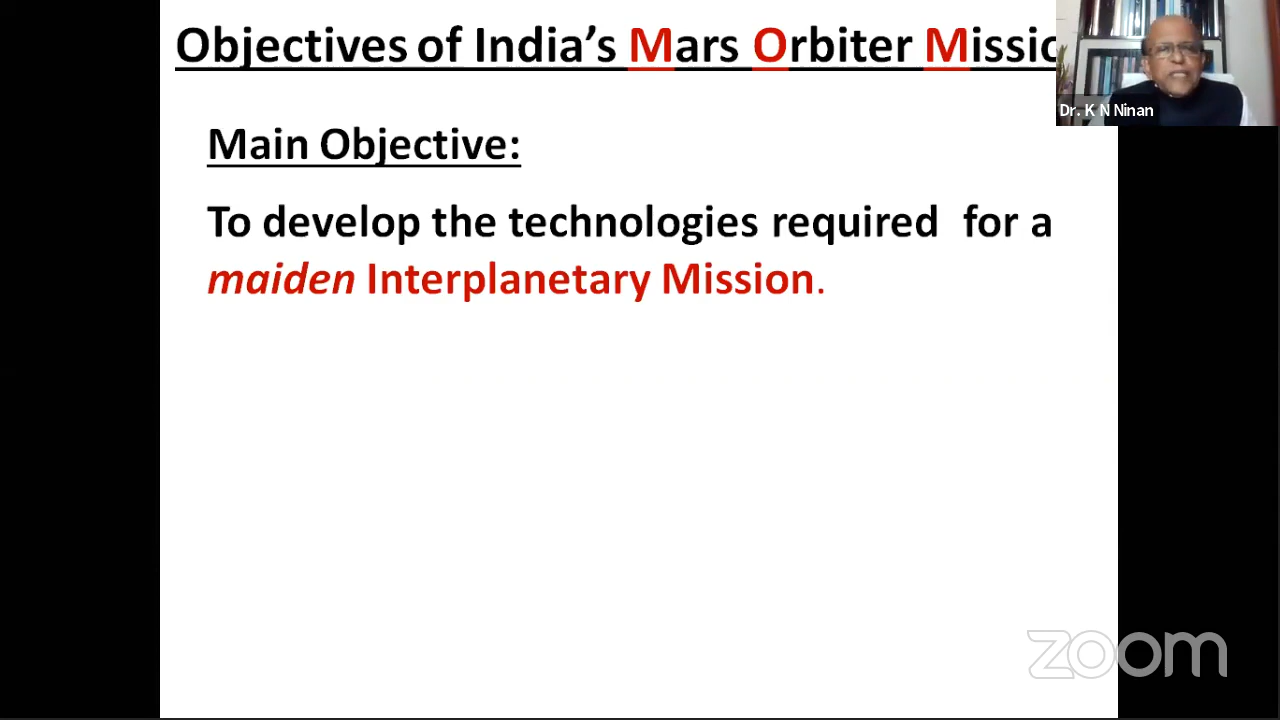 Objectives of India’s Mars Orbiter Missio
Dr. K N Ninan
Main Objective:
To develop the technologies required for a
maiden Interplanetary Mission.
zoom